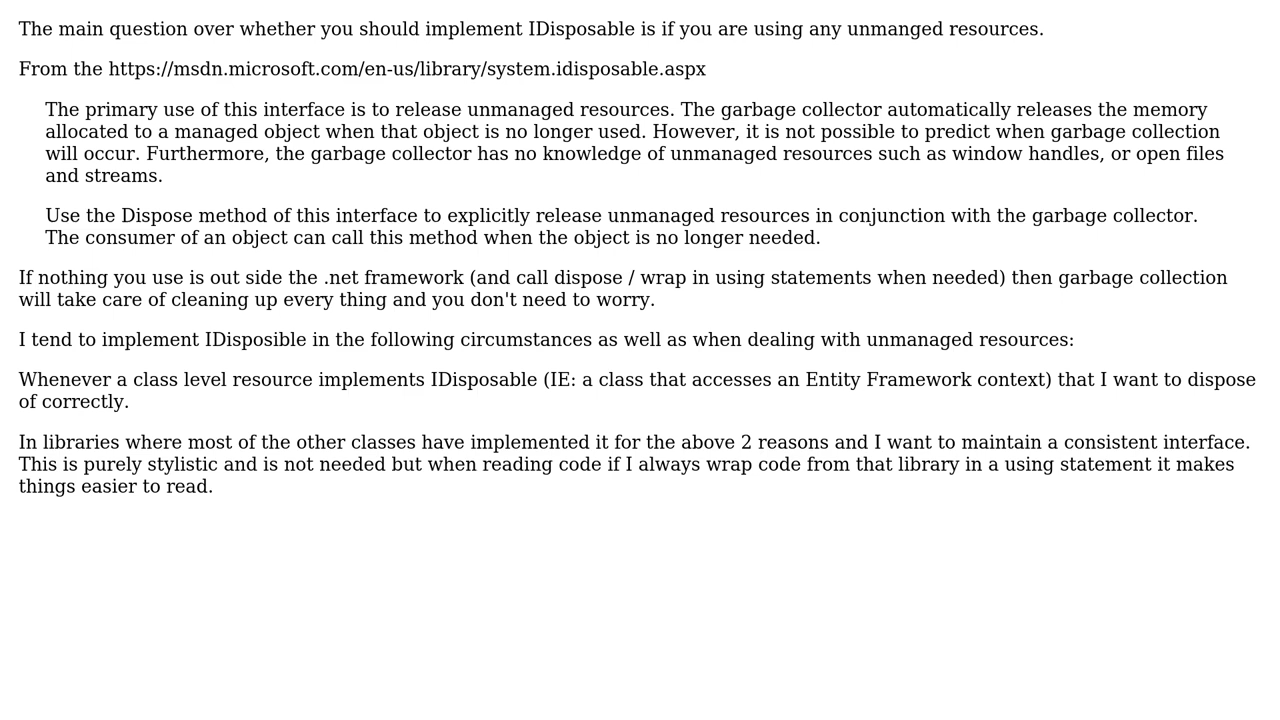 The main question over whether you should implement IDisposable is if you are using any unmanged resources.
From the https://msdn.microsoft.com/en-us/library/system.idisposable.aspx
The primary use of this interface is to release unmanaged resources. The garbage collector automatically releases the memory
allocated to a managed object when that object is no longer used. However, it is not possible to predict when garbage collection
will occur. Furthermore, the garbage collector has no knowledge of unmanaged resources such as window handles, or open files
and streams.
Use the Dispose method of this interface to explicitly release unmanaged resources in conjunction with the garbage collector.
The consumer of an object can call this method when the object is no longer needed.
If nothing you use is out side the .net framework (and call dispose / wrap in using statements when needed) then garbage collection
will take care of cleaning up every thing and you don't need to worry.
I tend to implement IDisposible in the following circumstances as well as when dealing with unmanaged resources:
Whenever a class level resource implements IDisposable (IE: a class that accesses an Entity Framework context) that I want to dispose
of correctly.
In libraries where most of the other classes have implemented it for the above 2 reasons and I want to maintain a consistent interface.
This is purely stylistic and is not needed but when reading code if I always wrap code from that library in a using statement it makes
things easier to read.